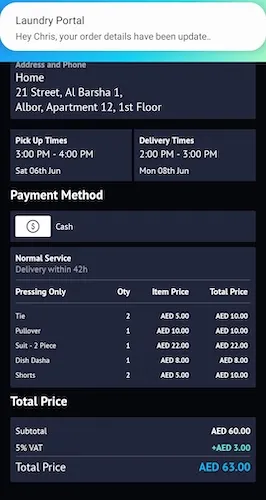 Laundry Portal
Hey Chris, your order details have been update..
Address and Phone
Home
21 Street, Al Barsha 1,
Albor, Apartment 12, 1st Floor
Pick Up Times Delivery Times
3:00 PM - 4:00 PM 2:00 PM - 3:00 PM
Sat 06th Jun Mon 08th Jun
Payment Method
$ Cash
Normal Service
Delivery within 42h
Pressing Only Qty Item Price Total Price
Tie 2 AED 5.00 AED 10.00
Pullover 1 AED 10.00 AED 10.00
Suit - 2 Piece 1 AED 22.00 AED 22.00
Dish Dasha 1 AED 8.00 AED 8.00
Shorts 2 AED 5.00 AED 10.00
Total Price
Subtotal AED 60.00
5% VAT +AED 3.00
Total Price AED 63.00